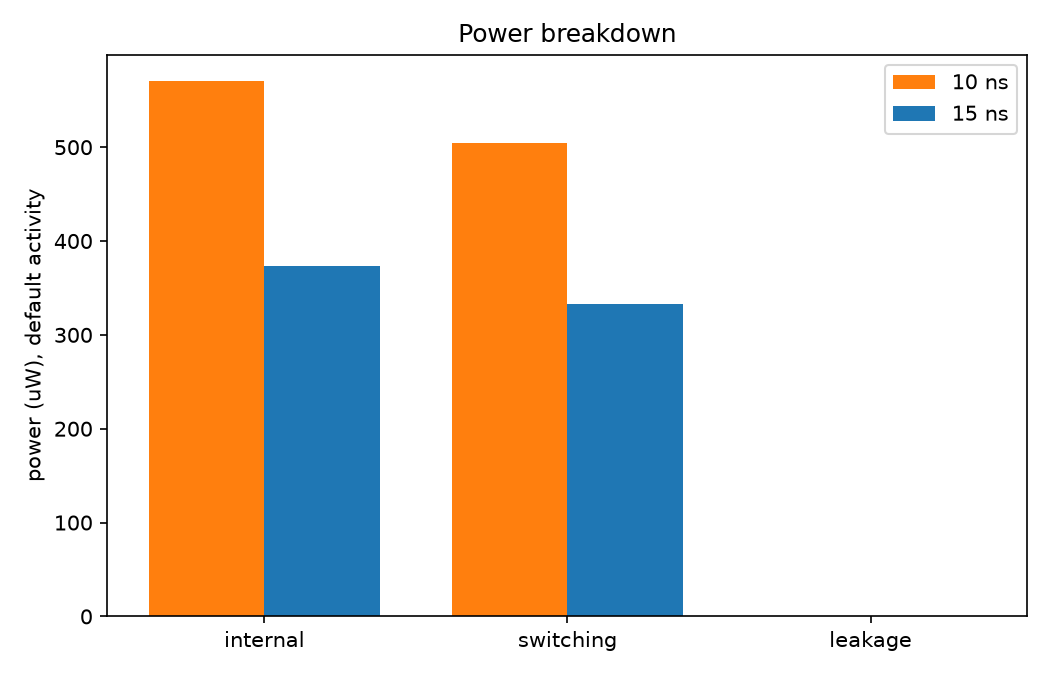 Power breakdown
10 ns
15 ns
power (uW), default activity
500
400
300
200
100
0
internal
switching
leakage